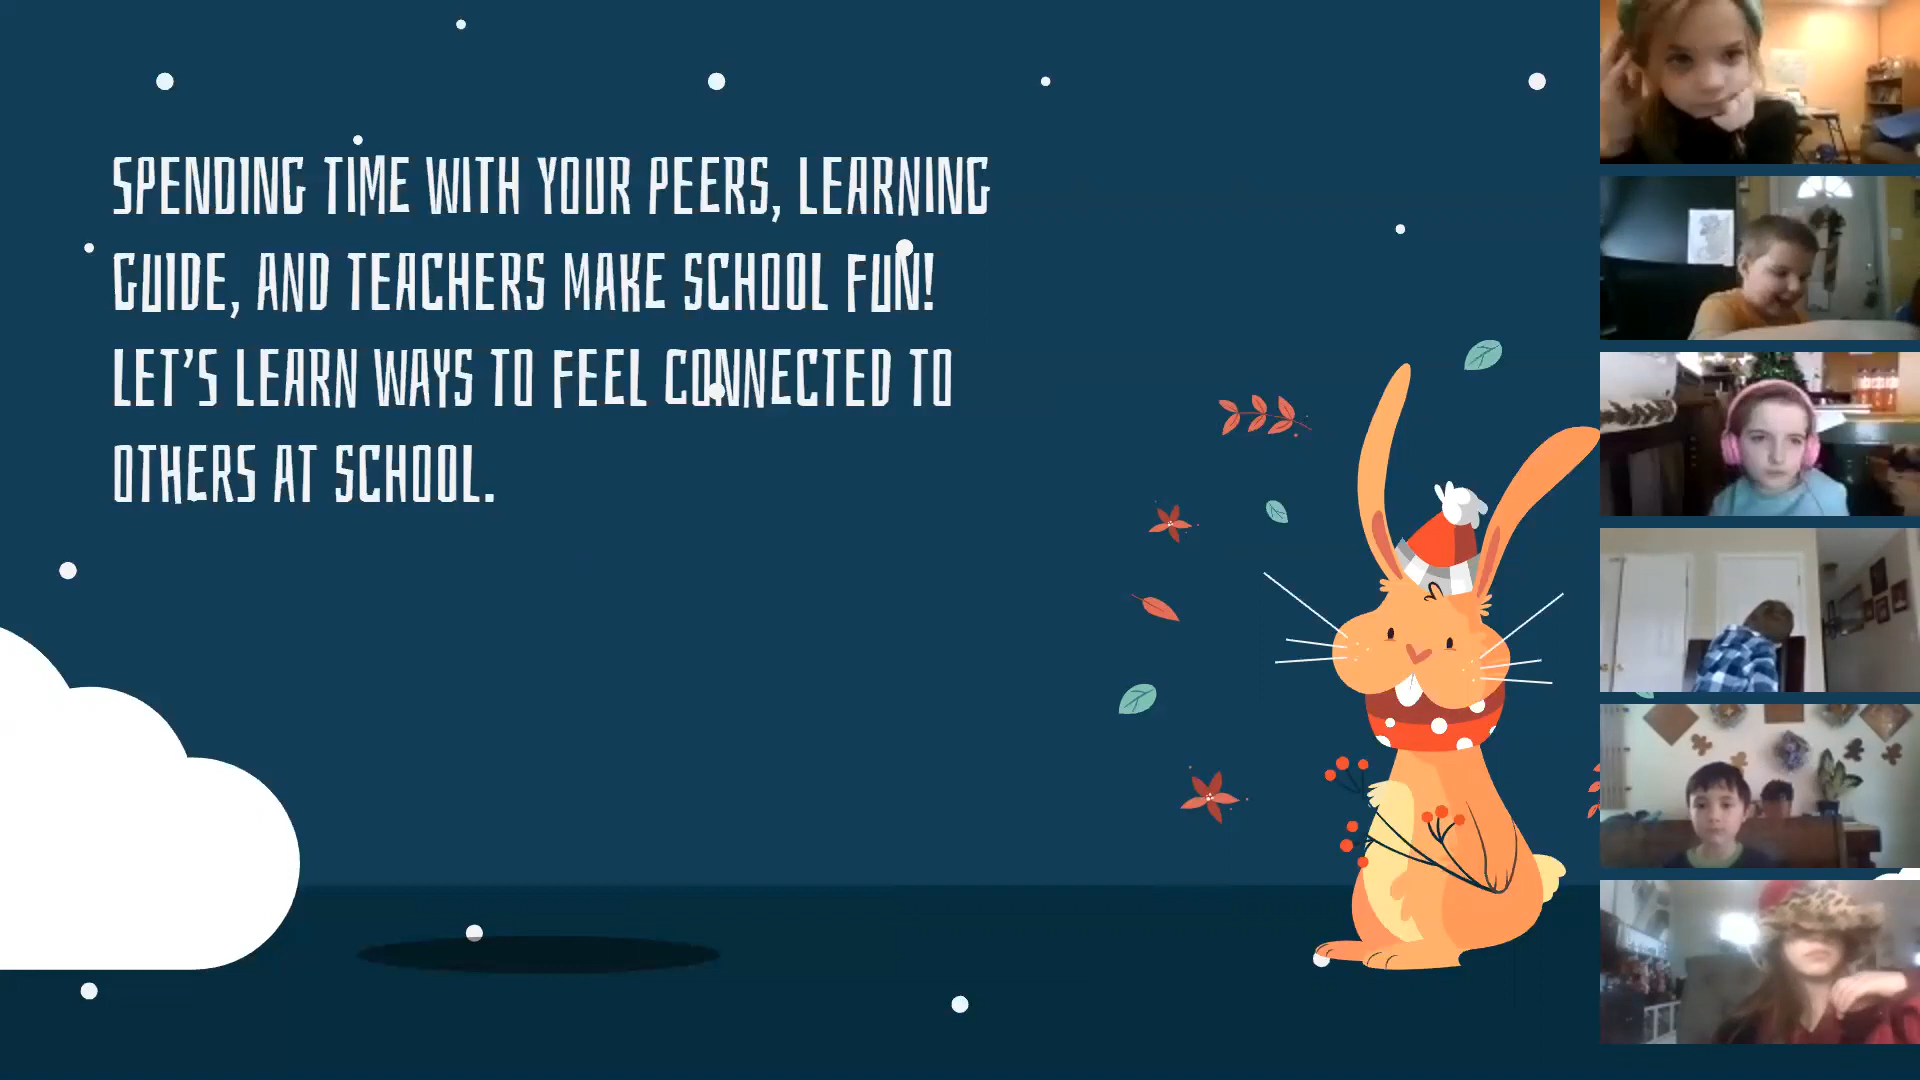 SPENDING TIME WITH YOUR PEERS, LEARNING
GUIDE, AND TEACHERS MAKE SCHOOL FUN!
LET'S LEARN WAYS TO FEEL CONNECTED TO
OTHERS AT SCHOOL.